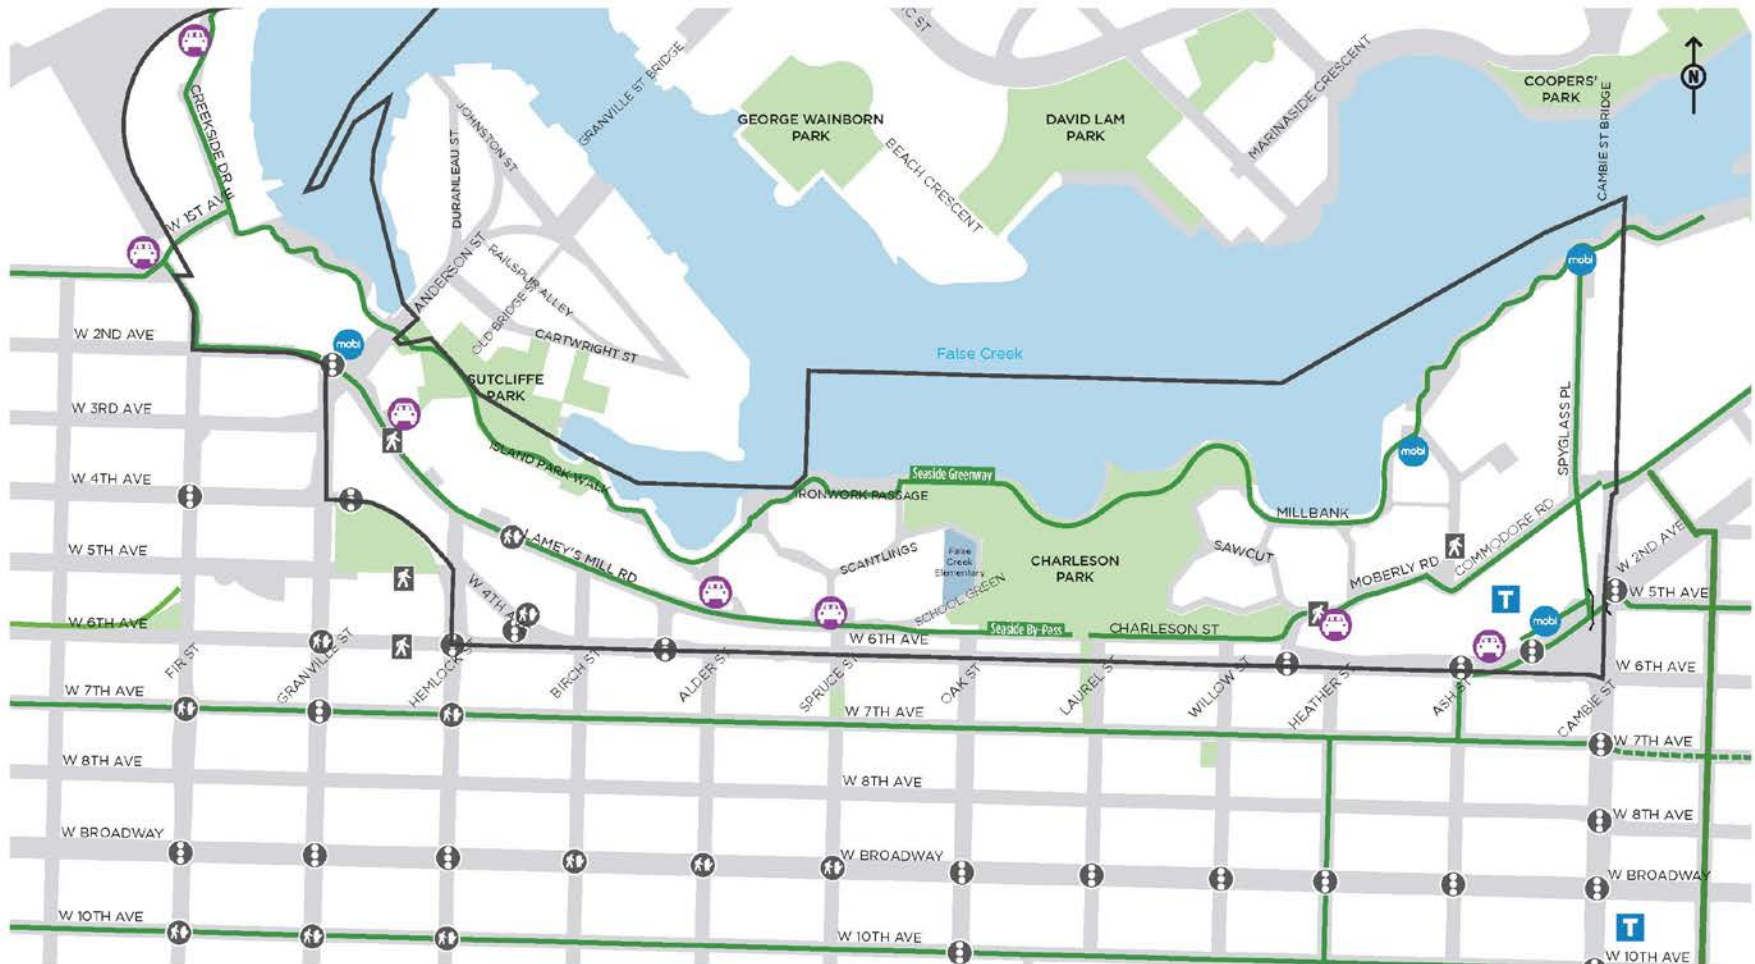 IC ST
GRANVILLE ST BRIDGE
MARINASIDE CRESCENT
COOPERS'
PARK
N
CAMBIE ST BRIDGE
CREEKSIDE DR
JOHNSTON ST
DURANLEAU ST
GEORGE WAINBORN
PARK
DAVID LAM
PARK
BEACH CRESCENT
W 1ST AVE
ANDERSON ST
RAILSPUR ALLEY
OLD BRIDGE ST
CARTWRIGHT ST
mobi
W 2ND AVE
mobi
False Creek
SUTCLIFFE
PARK
W 3RD AVE
SPYGLASS PL
mobi
ISLAND PARK WALK
W 4TH AVE
Seaside Greenway
IRONWORK PASSAGE
MILLBANK
COMMODORE RD
W 2ND AVE
W 5TH AVE
LAMEY'S MILL RD
SCANTLINGS
False
Creek
Elementary
CHARLESON
PARK
SAWCUT
MOBERLY RD
W 4TH A
SCHOOL GREEN
T
W 5TH AVE
mobi
W 6TH AVE
W 6TH AVE
Seaside By-Pass
CHARLESON ST
W 6TH AVE
FIR ST
GRANVILLE ST
HEMLOCK ST
BIRCH ST
ALDER ST
SPRUCE ST
OAK ST
LAUREL ST
WILLOW ST
HEATHER ST
ASH ST
CAMBIE ST
W 7TH AVE
W 7TH AVE
W 7TH AVE
W 8TH AVE
W 8TH AVE
W 8TH AVE
W BROADWAY
W BROADWAY
W BROADWAY
W 10TH AVE
W 10TH AVE
T
W 10TH AVE